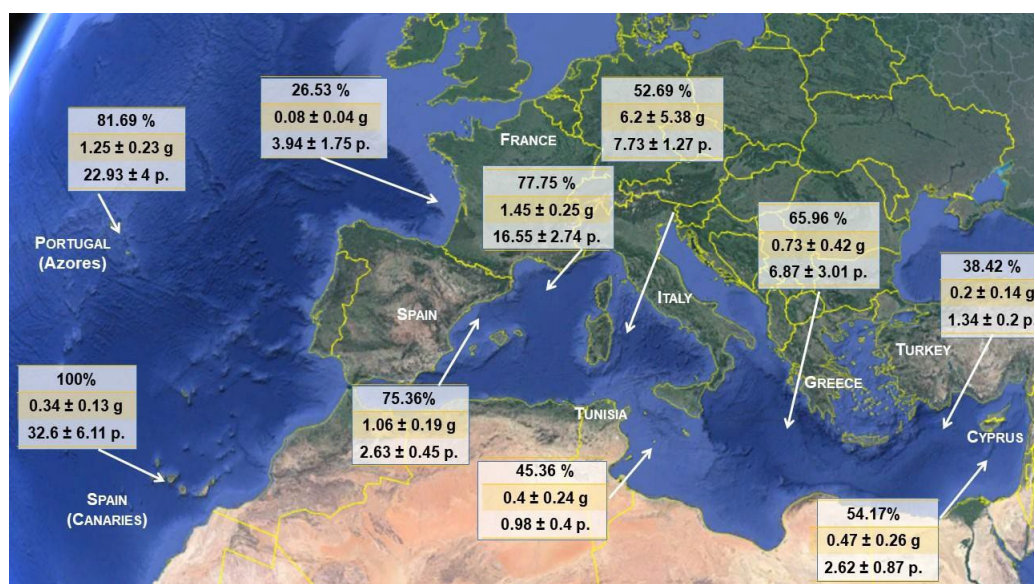 26.53 %
0.08 ± 0.04 g
3.94 ± 1.75 p.
52.69 %
6.2 ± 5.38 g
7.73 ± 1.27 p.
81.69 %
1.25 ± 0.23 g
22.93 ± 4 p.
FRANCE
77.75 %
1.45 ± 0.25 g
16.55 ± 2.74 p.
65.96 %
0.73 ± 0.42 g
6.87 ± 3.01 p.
PORTUGAL
(Azores)
38.42 %
0.2 ± 0.14 g
1.34 ± 0.2 p
SPAIN
ITALY
TURKEY
GREECE
100%
0.34 ± 0.13 g
32.6 ± 6.11 p.
75.36%
1.06 ± 0.19 g
2.63 ± 0.45 p.
TUNISIA
CYPRUS
45.36 %
0.4 ± 0.24 g
0.98 ± 0.4 p.
SPAIN
(CANARIES)
54.17%
0.47 ± 0.26 g
2.62 ± 0.87 p.